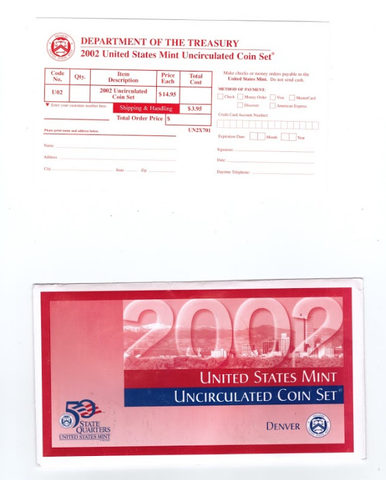 DEPARTMENT OF THE TREASURY
2002 United States Mint Uncirculated Coin Set®
Code No. Qty. Item Description Price Each Total Cost
U02 2002 Uncirculated Coin Set $14.95
▼ Enter your customer number here. Shipping & Handling $3.95
Total Order Price $
Please print name and address below. UN2X701
Name
Address
City State Zip
Make checks or money orders payable to the
United States Mint. Do not send cash.
METHOD OF PAYMENT:
Check Money Order Visa MasterCard
Discover American Express
Credit Card Account Number:
Expiration Date: Month Year
Signature:
Date:
Daytime Telephone:
2002
UNITED STATES MINT
UNCIRCULATED COIN SET®
50 STATE
QUARTERS
UNITED STATES MINT
DENVER